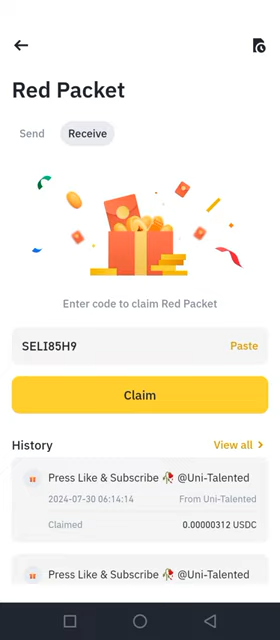 Red Packet
Send Receive
Enter code to claim Red Packet
SELI85H9 Paste
Claim
History View all
Press Like & Subscribe 🥀 @Uni-Talented
2024-07-30 06:14:14 From Uni-Talented
Claimed 0.00000312 USDC
Press Like & Subscribe 🥀 @Uni-Talented